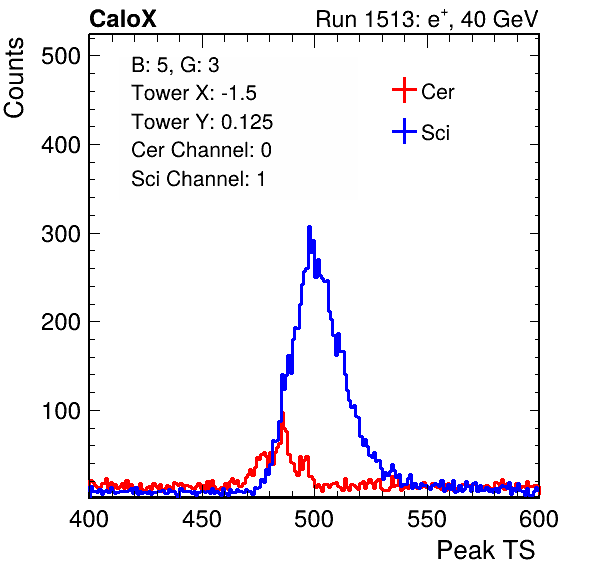 CaloX Run 1513: e⁺, 40 GeV
Counts
500
400
300
200
100
B: 5, G: 3
Tower X: -1.5
Tower Y: 0.125
Cer Channel: 0
Sci Channel: 1
Cer
Sci
400 450 500 550 600
Peak TS